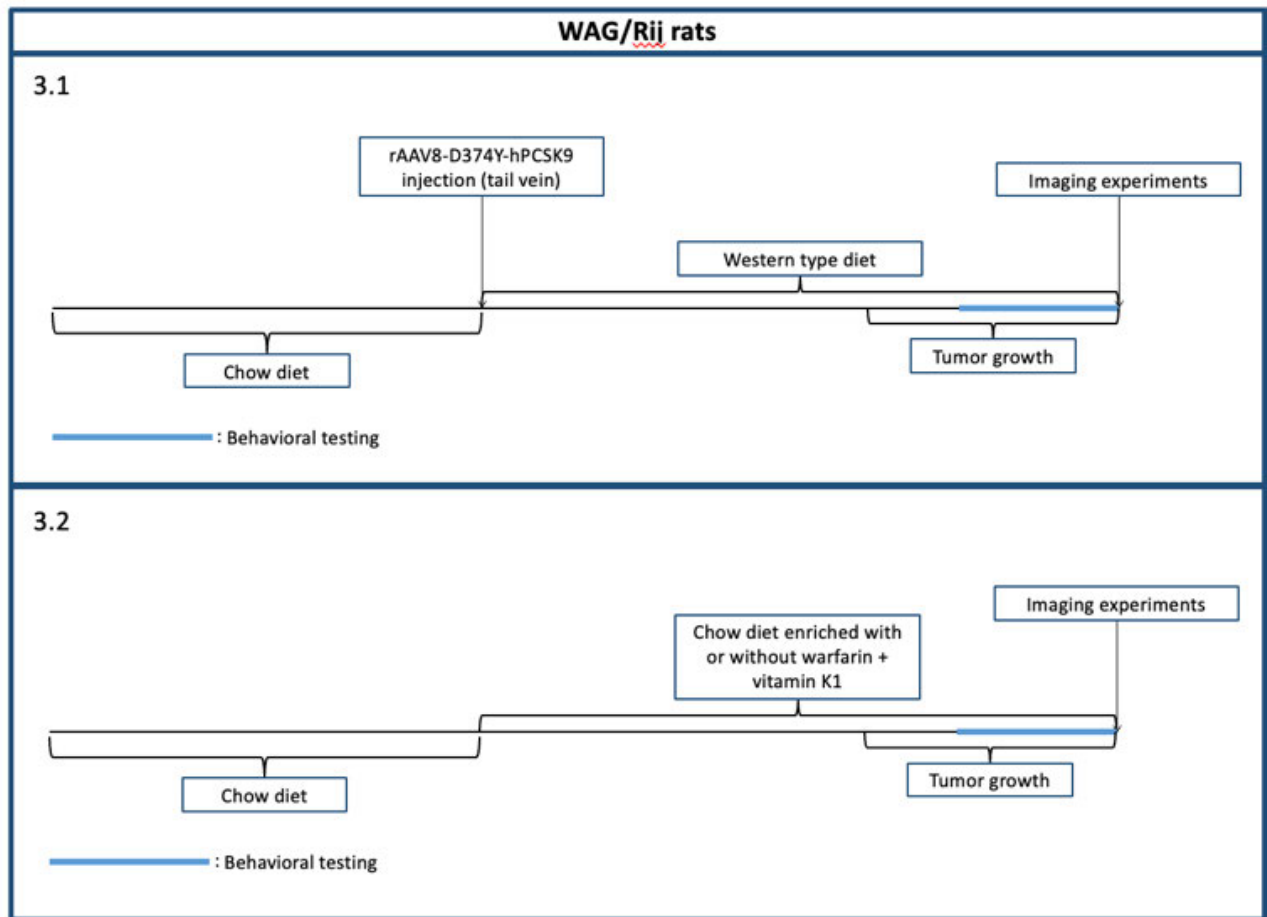 WAG/Rij rats
3.1
rAAV8-D374Y-hPCSK9
injection (tail vein)
Imaging experiments
Western type diet
Chow diet
Tumor growth
: Behavioral testing
3.2
Imaging experiments
Chow diet enriched with
or without warfarin +
vitamin K1
Chow diet
Tumor growth
: Behavioral testing